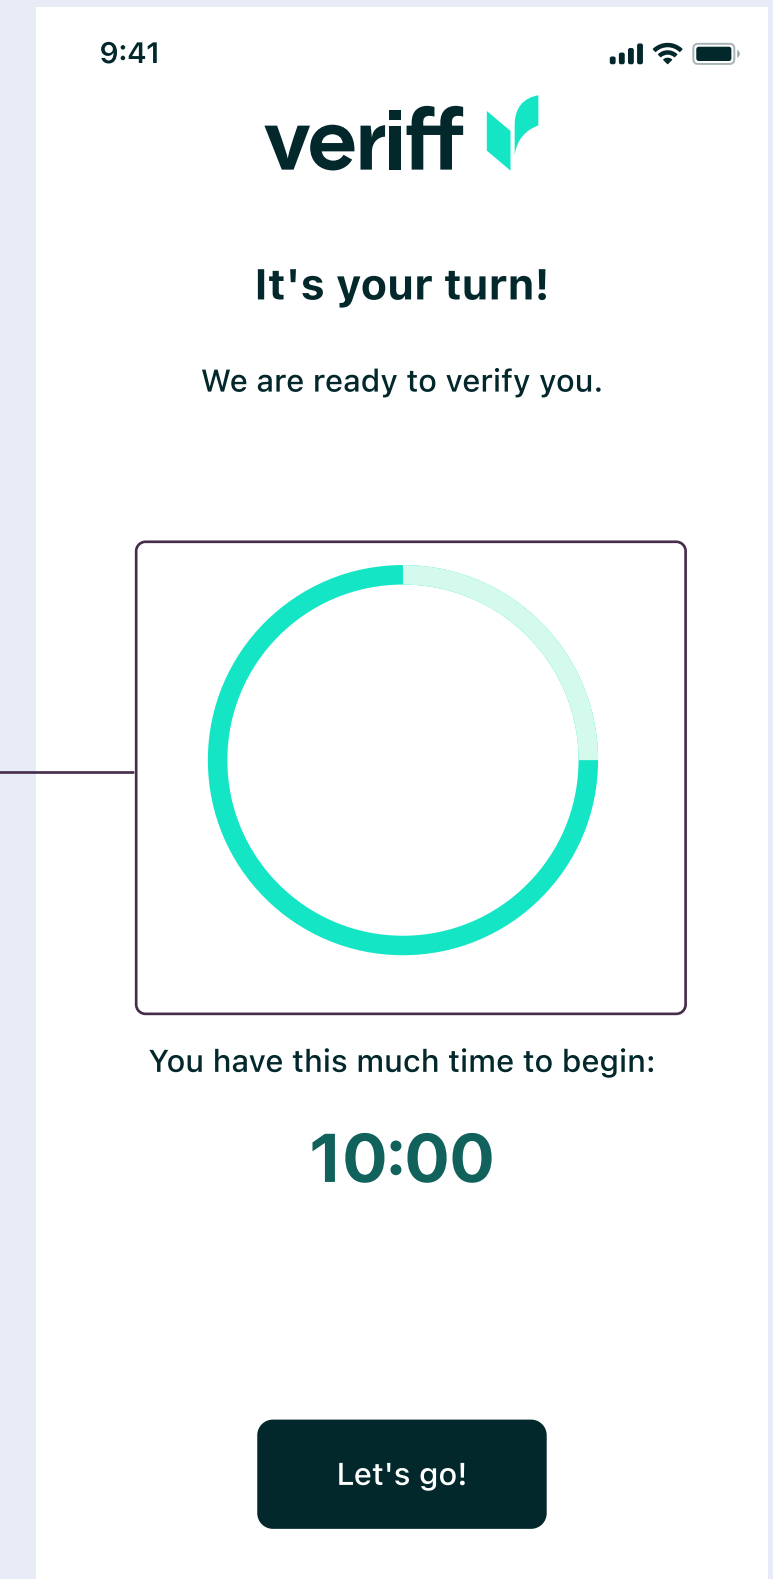 9:41
veriff
It's your turn!
We are ready to verify you.
You have this much time to begin:
10:00
Let's go!